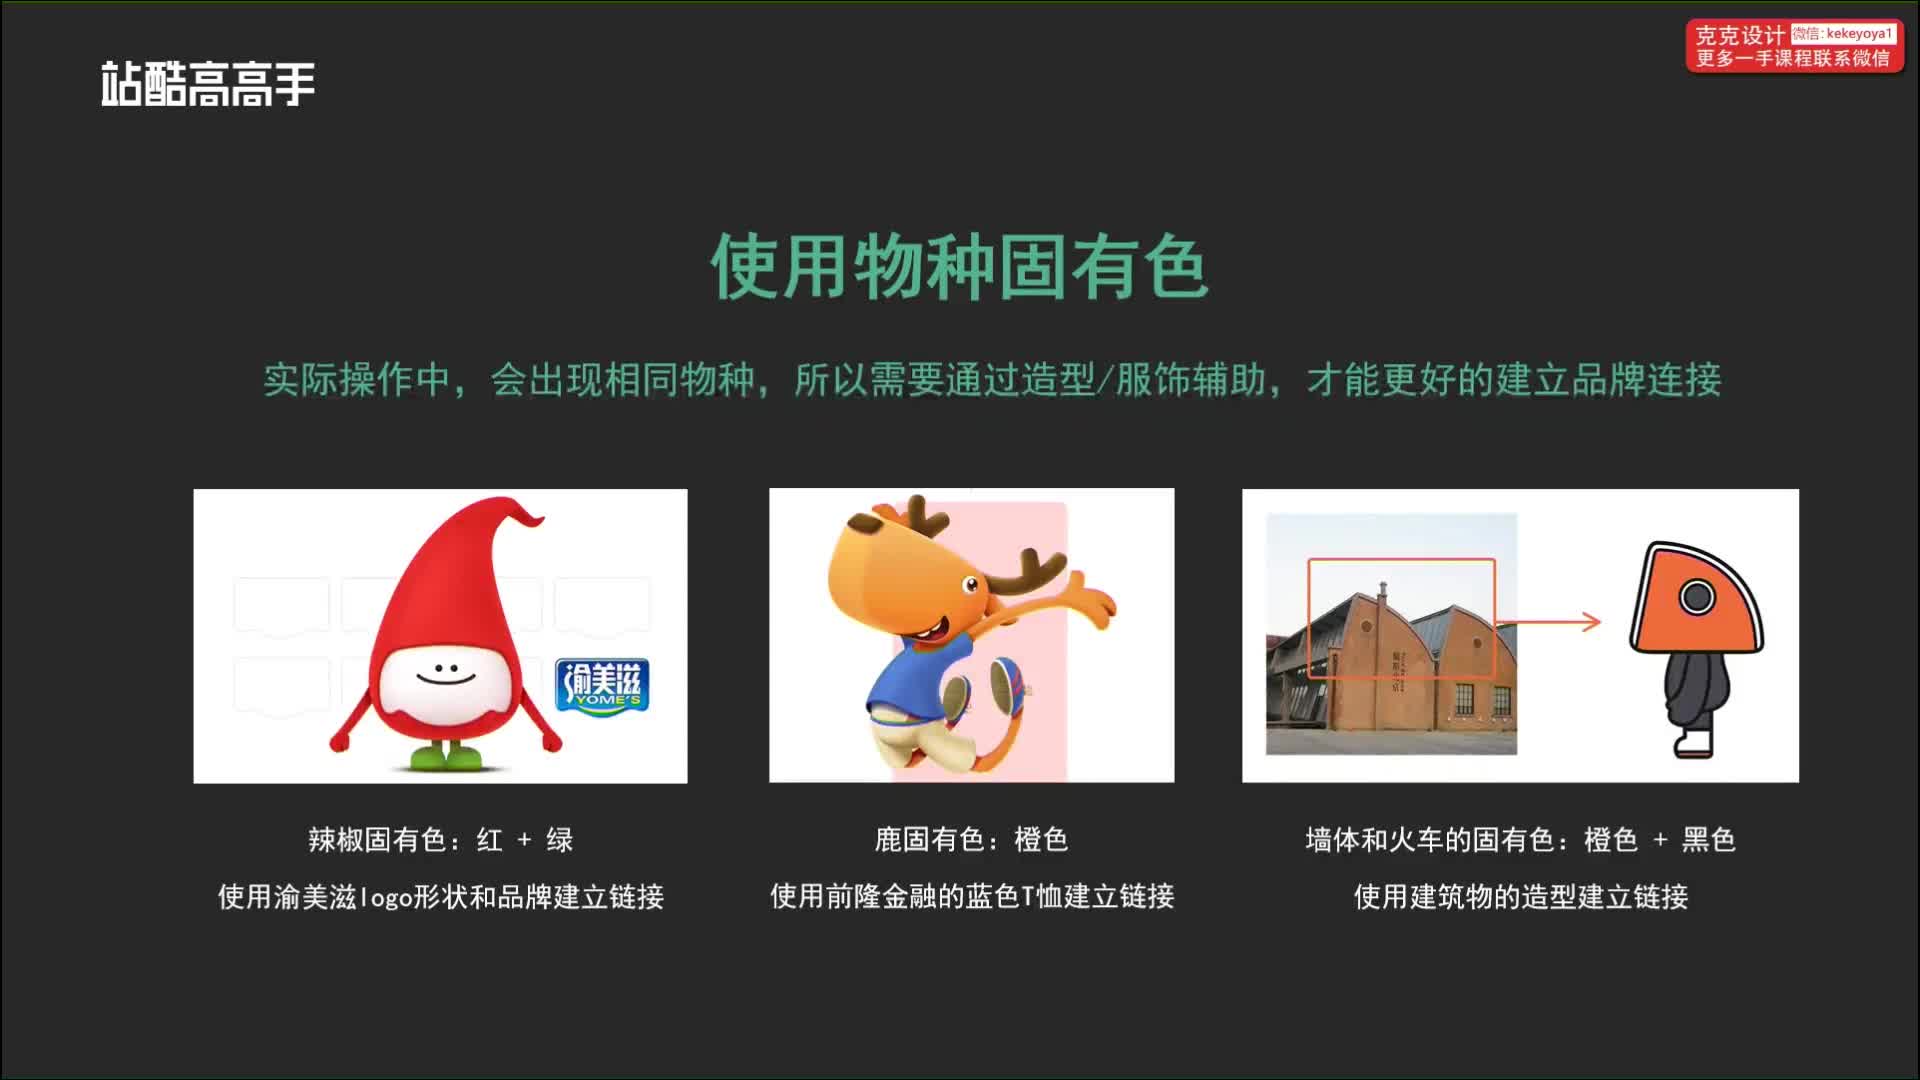 克克设计 微信:kekeyoya1
更多一手课程联系微信
站酷高高手
使用物种固有色
实际操作中，会出现相同物种，所以需要通过造型/服饰辅助，才能更好的建立品牌连接
渝美滋
YOME'S
辣椒固有色：红 + 绿
使用渝美滋logo形状和品牌建立链接
鹿固有色：橙色
使用前隆金融的蓝色T恤建立链接
墙体和火车的固有色：橙色 + 黑色
使用建筑物的造型建立链接